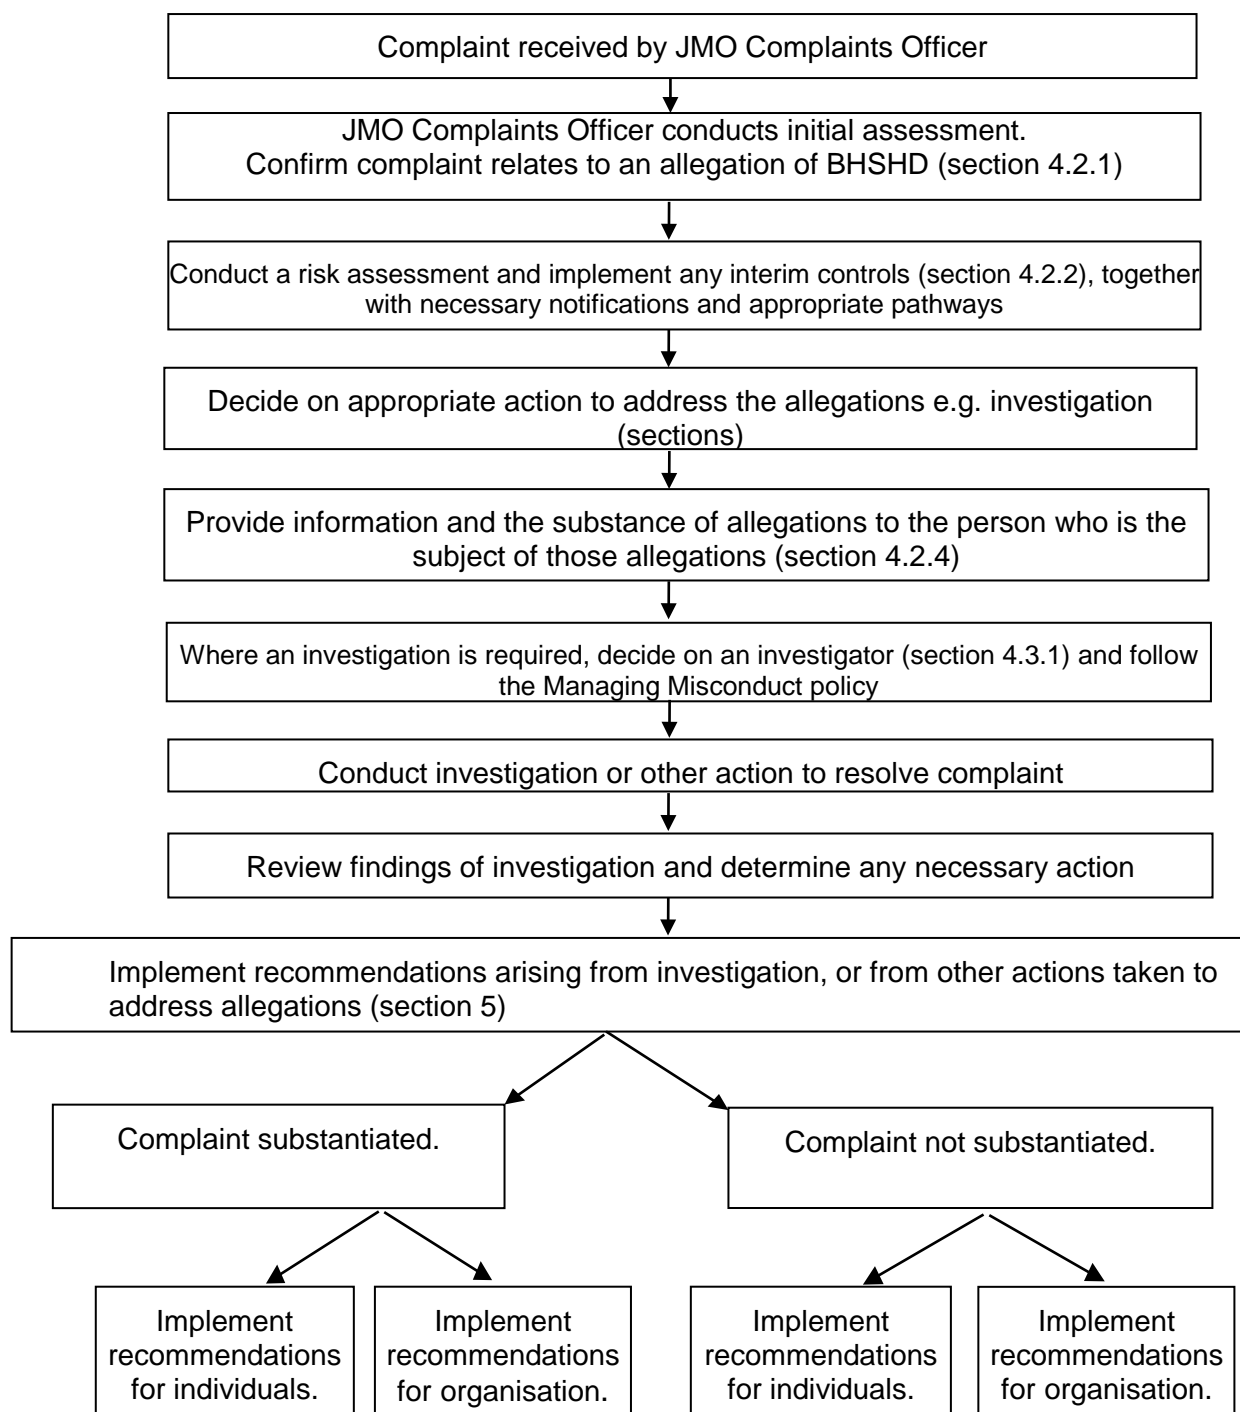 Complaint received by JMO Complaints Officer
JMO Complaints Officer conducts initial assessment.
Confirm complaint relates to an allegation of BHSHD (section 4.2.1)
Conduct a risk assessment and implement any interim controls (section 4.2.2), together
with necessary notifications and appropriate pathways
Decide on appropriate action to address the allegations e.g. investigation
(sections)
Provide information and the substance of allegations to the person who is the
subject of those allegations (section 4.2.4)
Where an investigation is required, decide on an investigator (section 4.3.1) and follow
the Managing Misconduct policy
Conduct investigation or other action to resolve complaint
Review findings of investigation and determine any necessary action
Implement recommendations arising from investigation, or from other actions taken to
address allegations (section 5)
Complaint substantiated.
Complaint not substantiated.
Implement
recommendations
for individuals.
Implement
recommendations
for organisation.
Implement
recommendations
for individuals.
Implement
recommendations
for organisation.